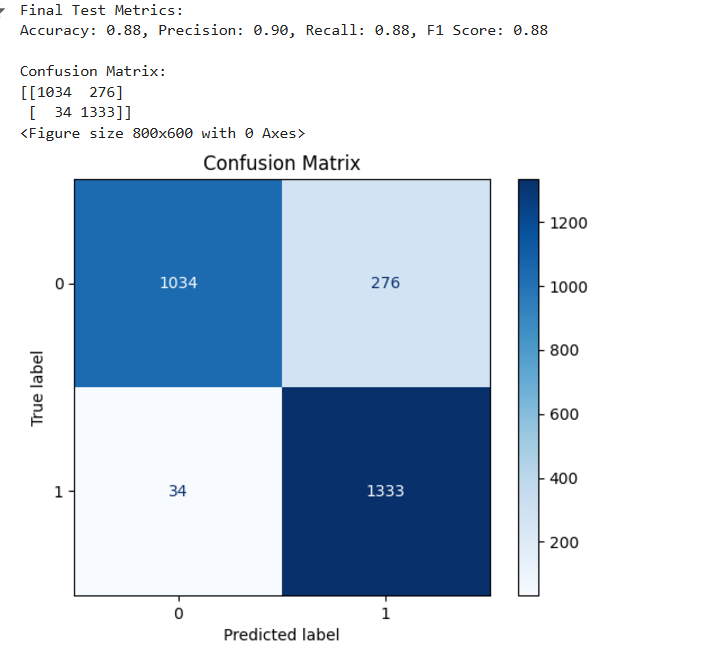 Final Test Metrics:
Accuracy: 0.88, Precision: 0.90, Recall: 0.88, F1 Score: 0.88
Confusion Matrix:
[[1034  276]
 [  34 1333]]
<Figure size 800x600 with 0 Axes>
Confusion Matrix
1200
1000
800
600
400
200
True label
0
1034
276
1
34
1333
0
1
Predicted label